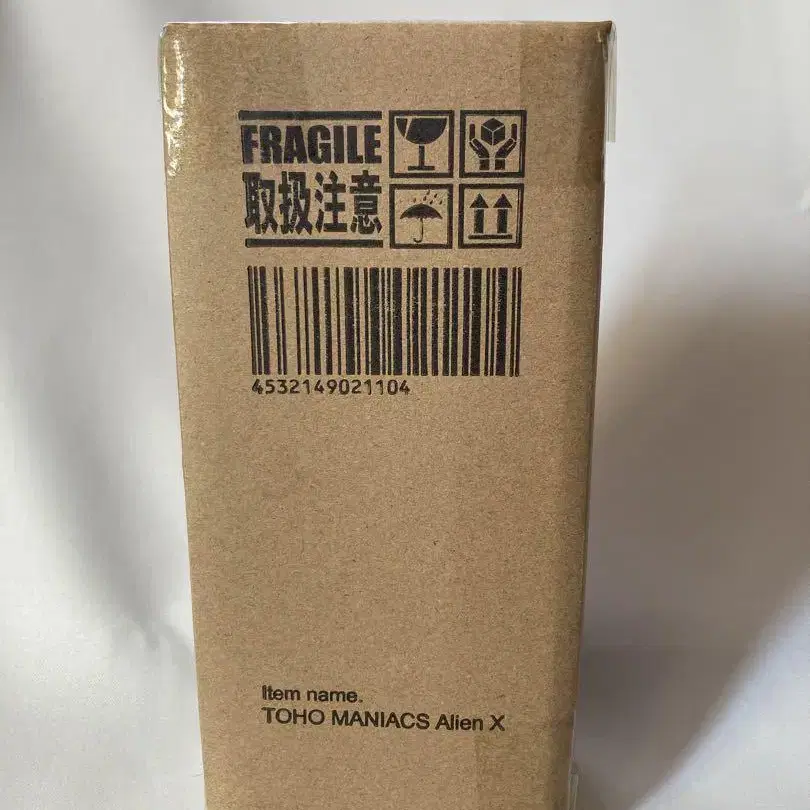 FRAGILE
取扱注意
4532149021104
Item name.
TOHO MANIACS Alien X